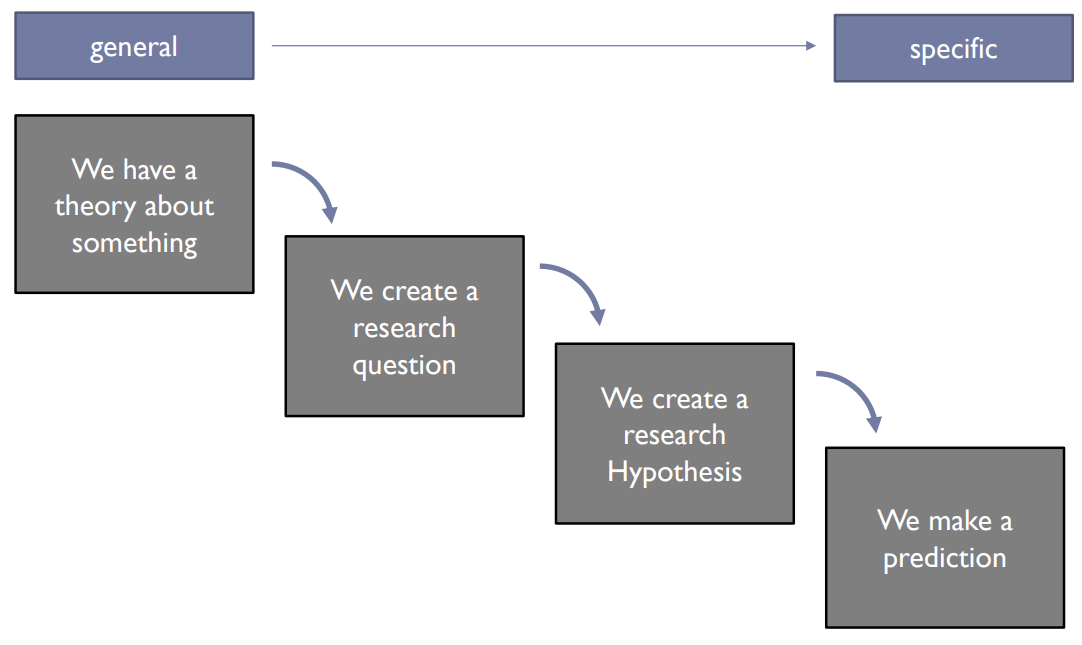 general
specific
We have a
theory about
something
We create a
research
question
We create a
research
Hypothesis
We make a
prediction